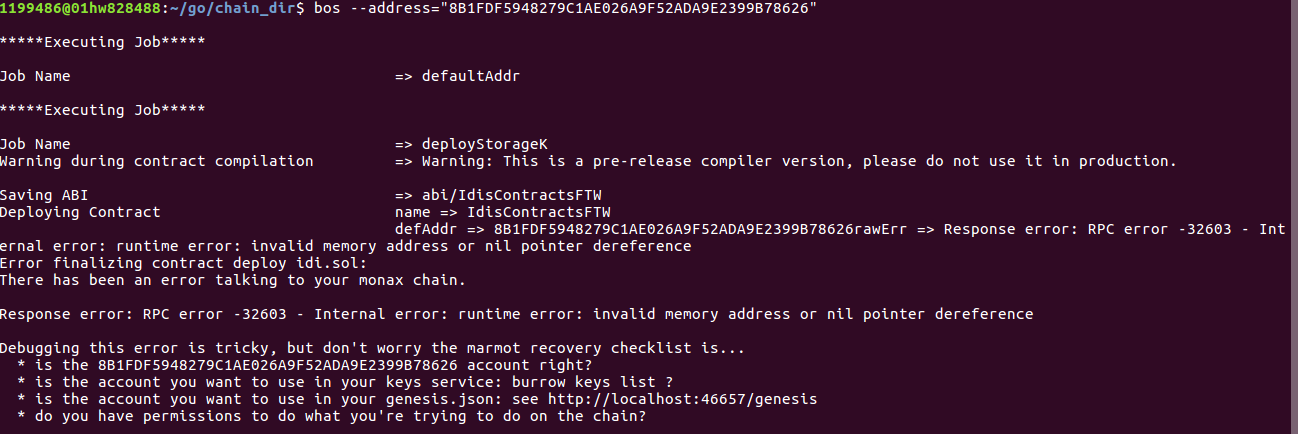 1199486@01hw828488:~/go/chain_dir$ bos --address="8B1FDF5948279C1AE026A9F52ADA9E2399B78626"
*****Executing Job*****
Job Name => defaultAddr
*****Executing Job*****
Job Name => deployStorageK
Warning during contract compilation => Warning: This is a pre-release compiler version, please do not use it in production.
Saving ABI => abi/IdisContractsFTW
Deploying Contract name => IdisContractsFTW
defAddr => 8B1FDF5948279C1AE026A9F52ADA9E2399B78626rawErr => Response error: RPC error -32603 - Int
ernal error: runtime error: invalid memory address or nil pointer dereference
Error finalizing contract deploy idi.sol:
There has been an error talking to your monax chain.
Response error: RPC error -32603 - Internal error: runtime error: invalid memory address or nil pointer dereference
Debugging this error is tricky, but don't worry the marmot recovery checklist is...
* is the 8B1FDF5948279C1AE026A9F52ADA9E2399B78626 account right?
* is the account you want to use in your keys service: burrow keys list ?
* is the account you want to use in your genesis.json: see http://localhost:46657/genesis
* do you have permissions to do what you're trying to do on the chain?